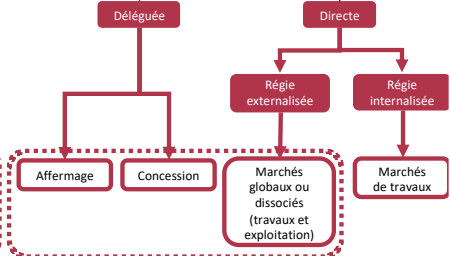 Déléguée
Directe
Régie
externalisée
Régie
internalisée
Affermage
Concession
Marchés
globaux ou
dissociés
(travaux et
exploitation)
Marchés
de travaux